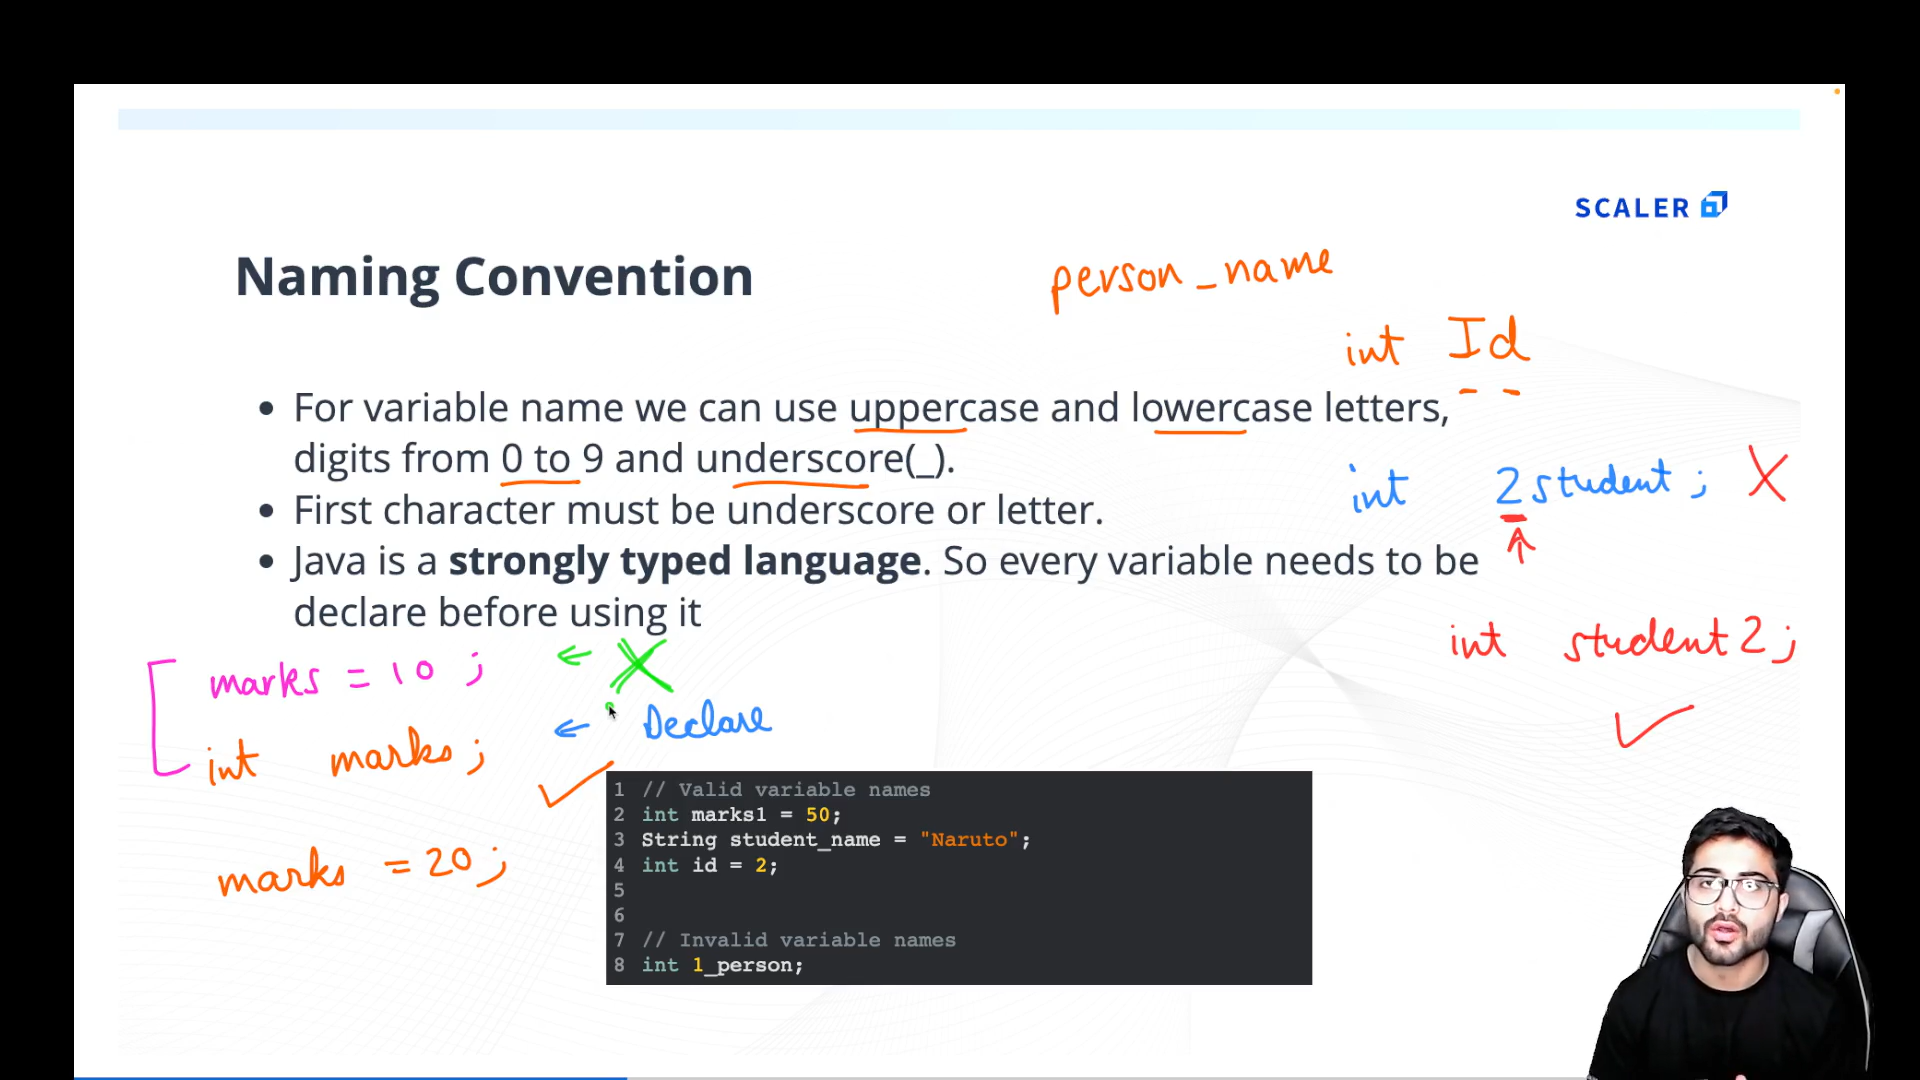 SCALER
Naming Convention
person_name
int Id
• For variable name we can use uppercase and lowercase letters,
digits from 0 to 9 and underscore(_).
int 2student; X
• First character must be underscore or letter.
• Java is a strongly typed language. So every variable needs to be
declare before using it
int student2;
marks = 10 ; ← X
int marks; ← Declare
marks = 20;
1 // Valid variable names
2 int marks1 = 50;
3 String student_name = "Naruto";
4 int id = 2;
5
6
7 // Invalid variable names
8 int 1_person;